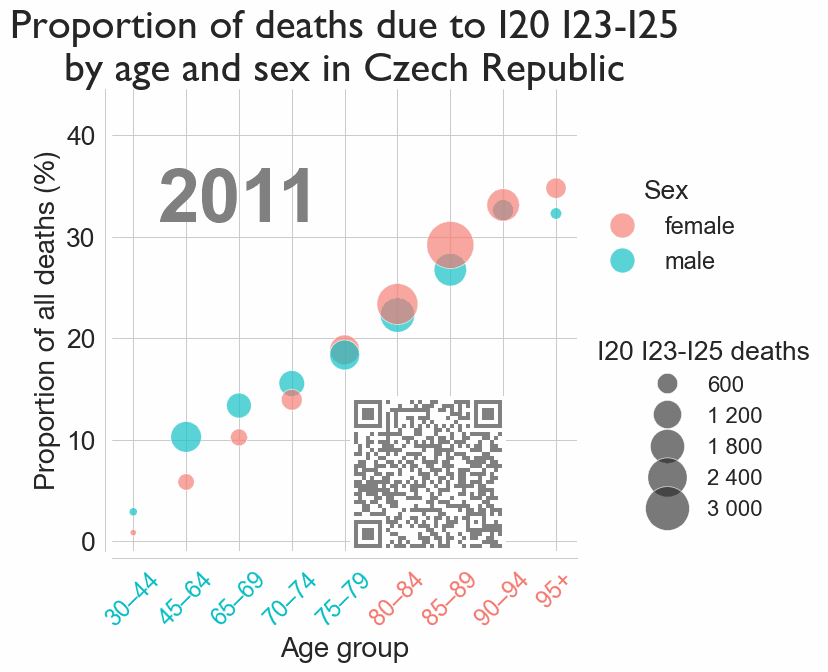 Proportion of deaths due to I20 I23-I25
by age and sex in Czech Republic
Proportion of all deaths (%)
40
30
20
10
0
2011
30–44
45–64
65–69
70–74
75–79
80–84
85–89
90–94
95+
Age group
Sex
female
male
I20 I23-I25 deaths
600
1 200
1 800
2 400
3 000